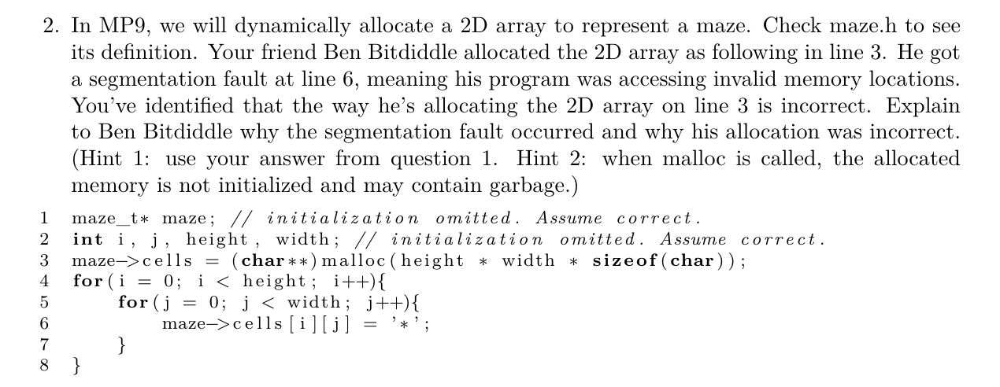 2. In MP9, we will dynamically allocate a 2D array to represent a maze. Check maze.h to see
its definition. Your friend Ben Bitdiddle allocated the 2D array as following in line 3. He got
a segmentation fault at line 6, meaning his program was accessing invalid memory locations.
You've identified that the way he's allocating the 2D array on line 3 is incorrect. Explain
to Ben Bitdiddle why the segmentation fault occurred and why his allocation was incorrect.
(Hint 1: use your answer from question 1. Hint 2: when malloc is called, the allocated
memory is not initialized and may contain garbage.)
1 maze_t* maze; // initialization omitted. Assume correct.
2 int i, j, height, width; // initialization omitted. Assume correct.
3 maze->cells = (char**)malloc(height * width * sizeof(char));
4 for(i = 0; i < height; i++){
5 for(j = 0; j < width; j++){
6 maze->cells[i][j] = '*';
7 }
8 }